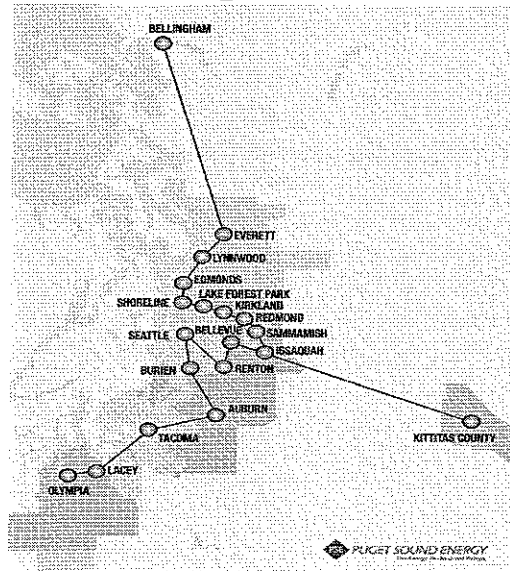 BELLINGHAM
EVERETT
LYNNWOOD
EDMONDS
SHORELINE
LAKE FOREST PARK
KIRKLAND
REDMOND
SEATTLE
BELLEVUE
SAMMAMISH
ISSAQUAH
BURIEN
RENTON
AUBURN
TACOMA
KITTITAS COUNTY
LACEY
OLYMPIA
PUGET SOUND ENERGY